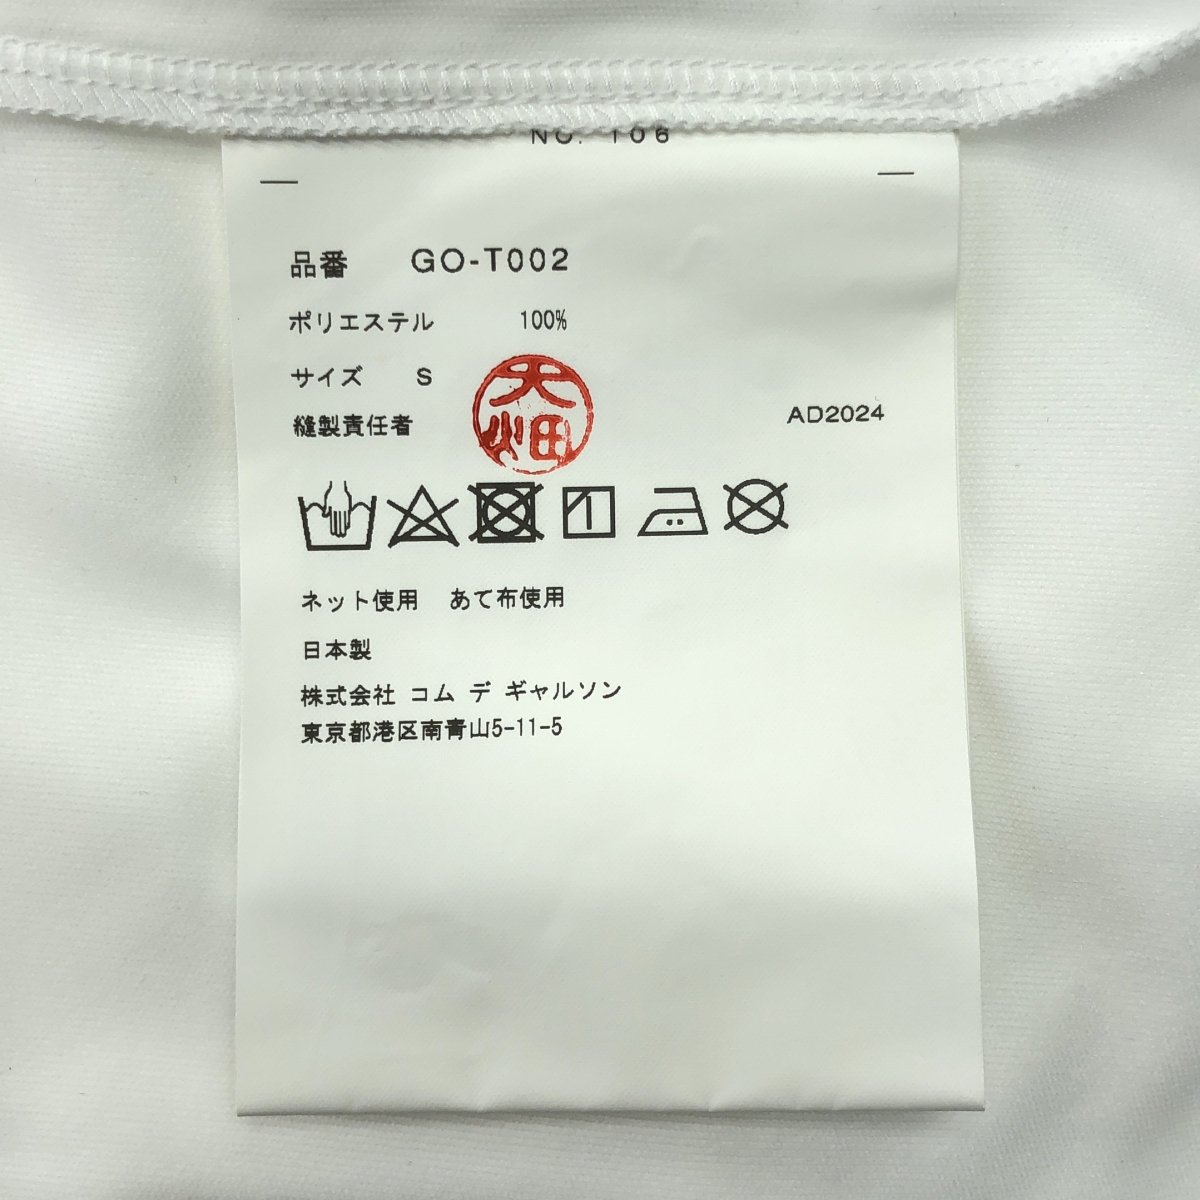 NO. 106
品番 GO-T002
ポリエステル 100%
サイズ S
大畑
縫製責任者
AD2024
ネット使用 あて布使用
日本製
株式会社 コム デ ギャルソン
東京都港区南青山5-11-5